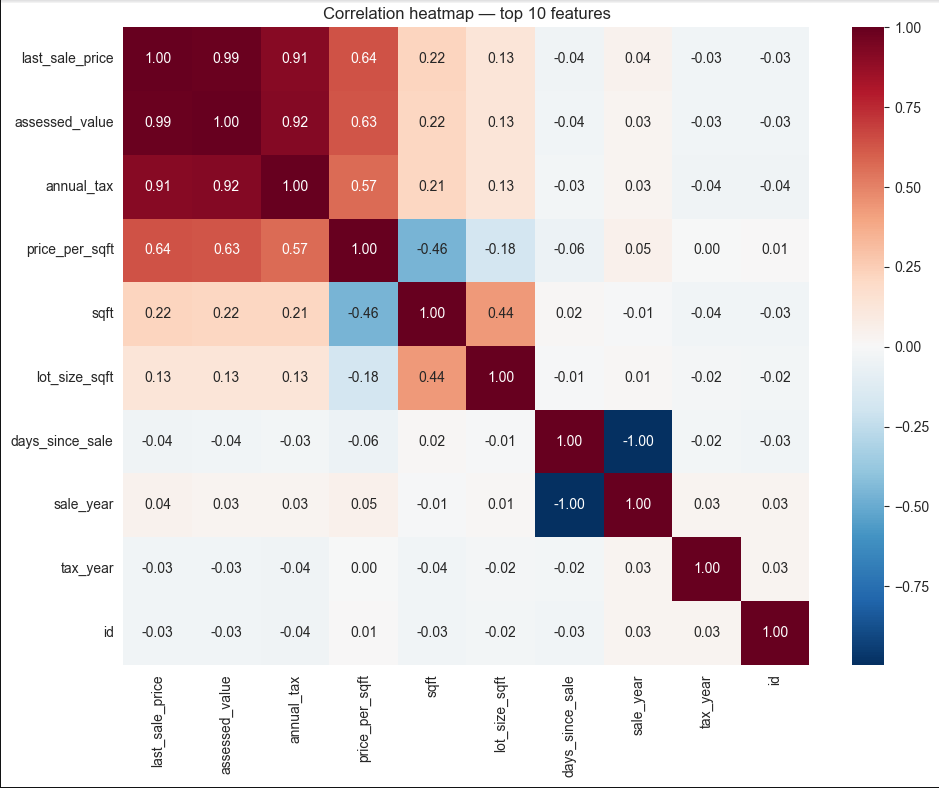 Correlation heatmap — top 10 features
last_sale_price 1.00 0.99 0.91 0.64 0.22 0.13 -0.04 0.04 -0.03 -0.03
assessed_value 0.99 1.00 0.92 0.63 0.22 0.13 -0.04 0.03 -0.03 -0.03
annual_tax 0.91 0.92 1.00 0.57 0.21 0.13 -0.03 0.03 -0.04 -0.04
price_per_sqft 0.64 0.63 0.57 1.00 -0.46 -0.18 -0.06 0.05 0.00 0.01
sqft 0.22 0.22 0.21 -0.46 1.00 0.44 0.02 -0.01 -0.04 -0.03
lot_size_sqft 0.13 0.13 0.13 -0.18 0.44 1.00 -0.01 0.01 -0.02 -0.02
days_since_sale -0.04 -0.04 -0.03 -0.06 0.02 -0.01 1.00 -1.00 -0.02 -0.03
sale_year 0.04 0.03 0.03 0.05 -0.01 0.01 -1.00 1.00 0.03 0.03
tax_year -0.03 -0.03 -0.04 0.00 -0.04 -0.02 -0.02 0.03 1.00 0.03
id -0.03 -0.03 -0.04 0.01 -0.03 -0.02 -0.03 0.03 0.03 1.00
last_sale_price
assessed_value
annual_tax
price_per_sqft
sqft
lot_size_sqft
days_since_sale
sale_year
tax_year
id
1.00
0.75
0.50
0.25
0.00
−0.25
−0.50
−0.75